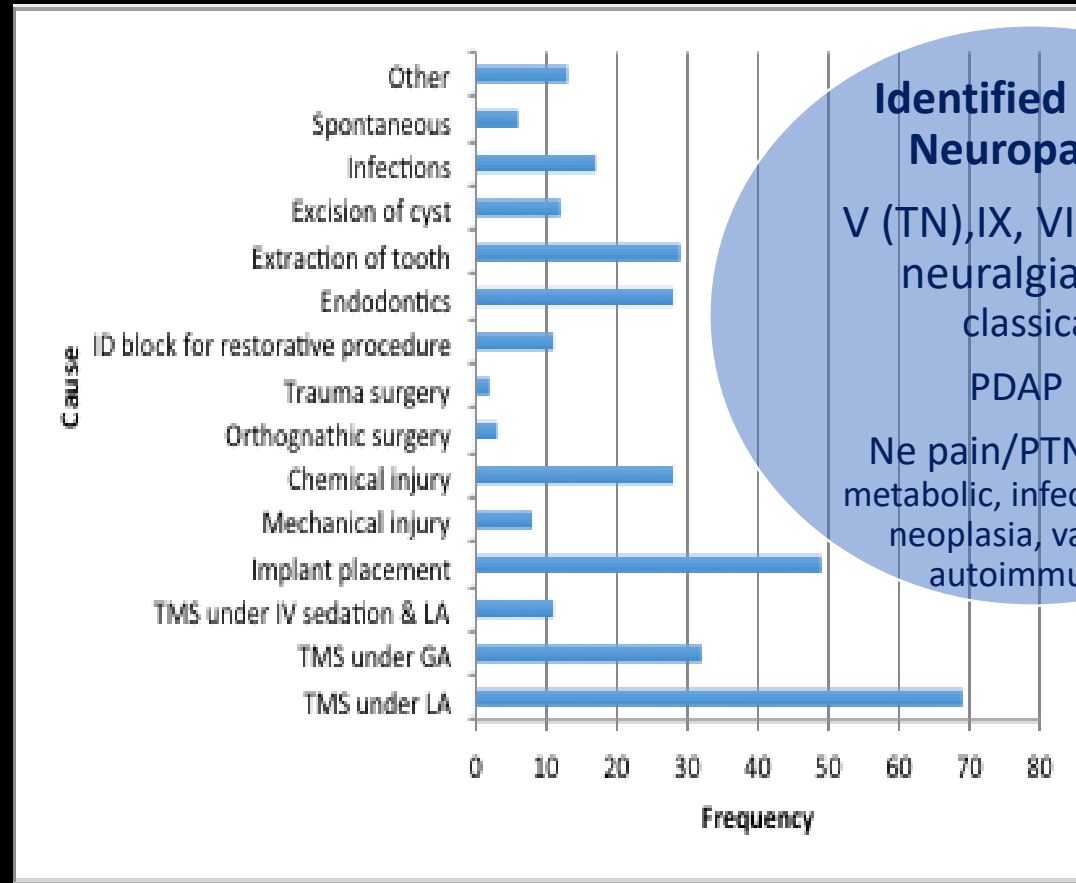 Other
Spontaneous
Infections
Excision of cyst
Extraction of tooth
Endodontics
ID block for restorative procedure
Trauma surgery
Orthognathic surgery
Chemical injury
Mechanical injury
Implant placement
TMS under IV sedation & LA
TMS under GA
TMS under LA
Cause
0 10 20 30 40 50 60 70 80
Frequency
Identified
Neuropa
V (TN),IX, VI
neuralgia
classica
PDAP
Ne pain/PTN
metabolic, infec
neoplasia, va
autoimmu